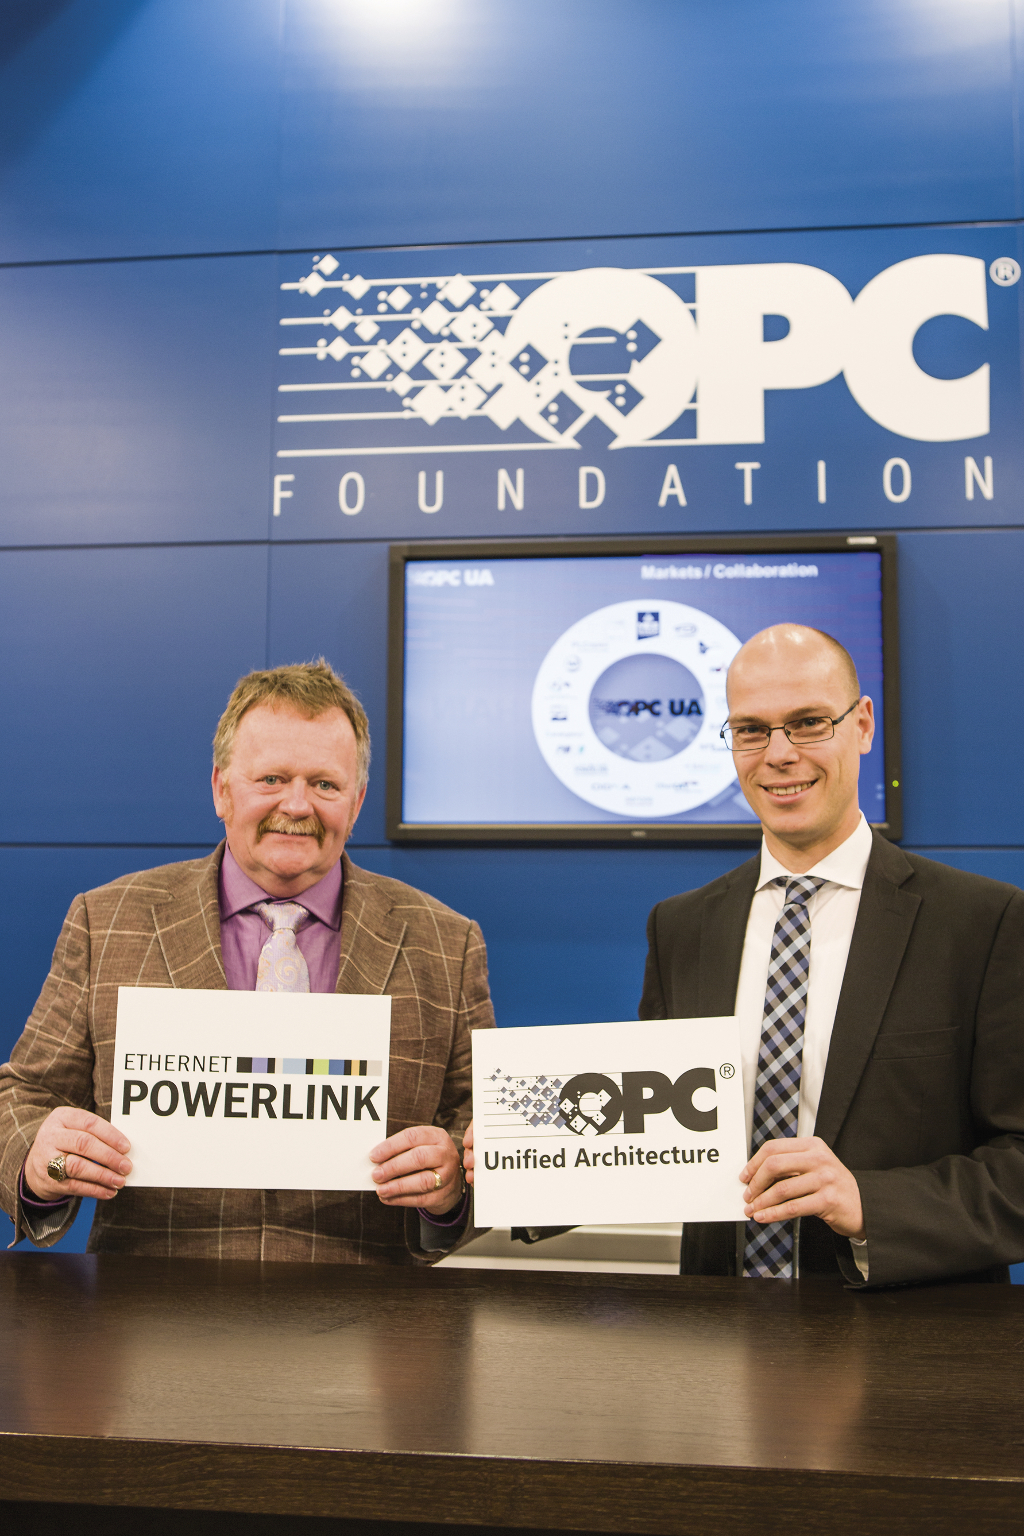 OPC®
FOUNDATION
OPC UA
Markets / Collaboration
OPC UA
ETHERNET
POWERLINK
OPC®
Unified Architecture